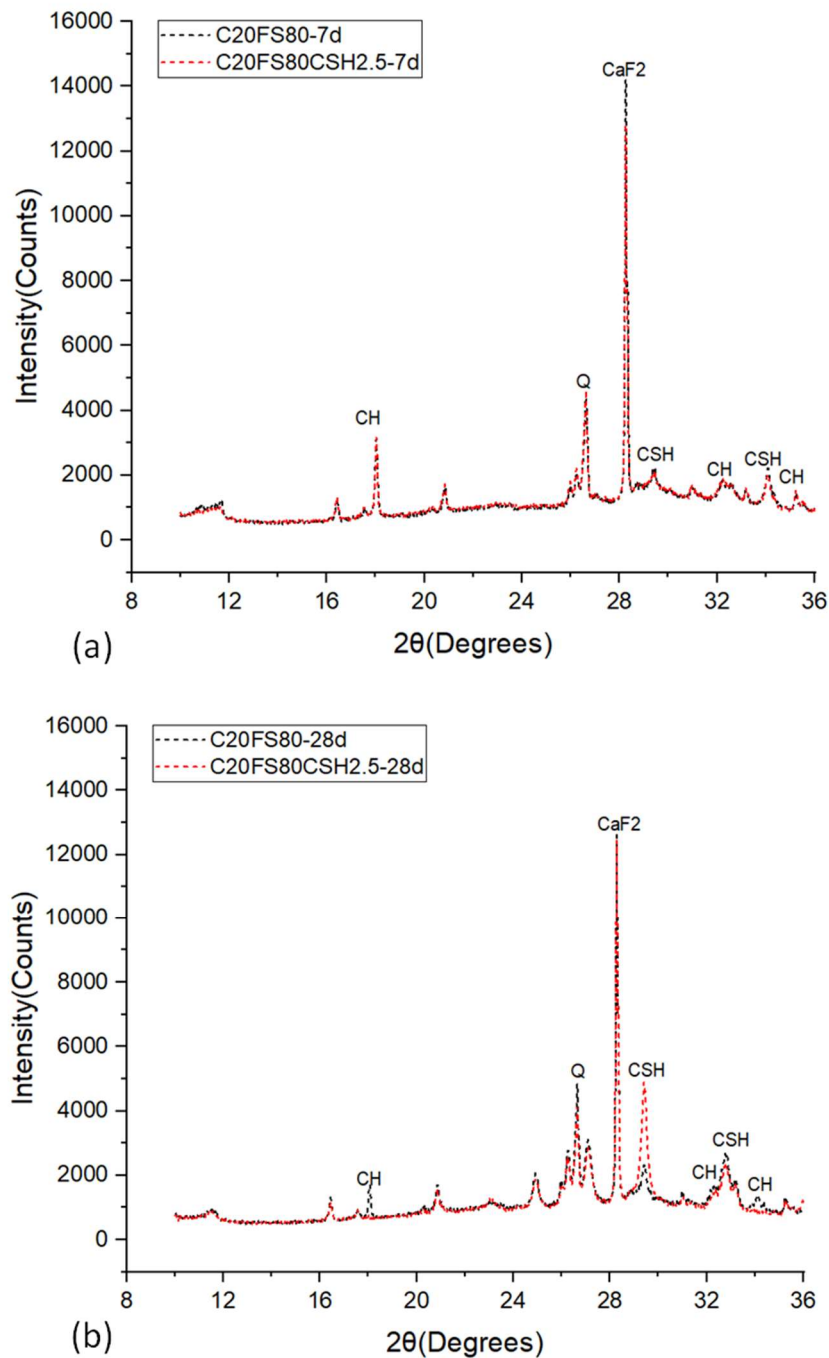 16000
C20FS80-7d
C20FS80CSH2.5-7d
14000
CaF2
12000
10000
Intensity(Counts)
8000
6000
4000
Q
CH
CSH
CH
CSH
CH
2000
0
8
12
16
20
24
28
32
36
(a)
2θ(Degrees)
16000
C20FS80-28d
C20FS80CSH2.5-28d
14000
CaF2
12000
10000
Intensity(Counts)
8000
6000
Q
CSH
4000
CSH
CH
CH
CH
2000
0
8
12
16
20
24
28
32
36
(b)
2θ(Degrees)